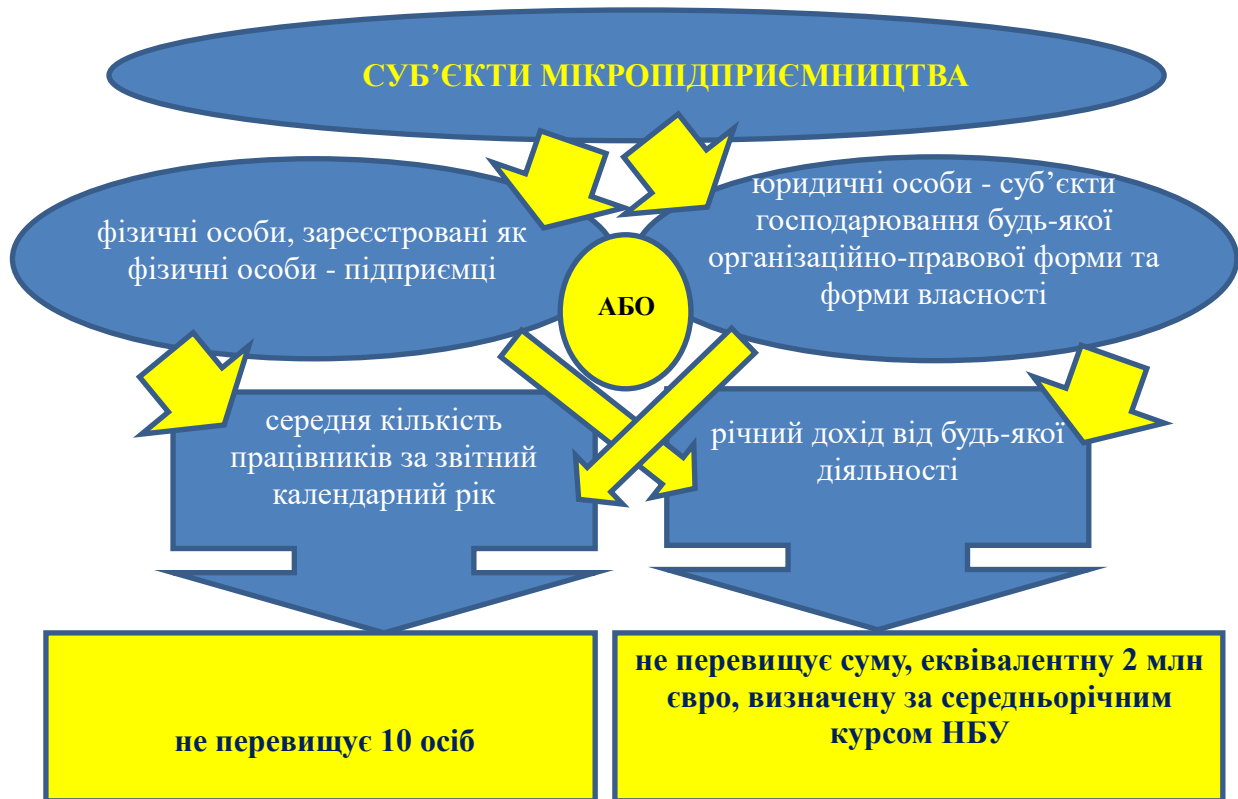 СУБ’ЄКТИ МІКРОПІДПРИЄМНИЦТВА
фізичні особи, зареєстровані як
фізичні особи - підприємці
юридичні особи - суб’єкти
господарювання будь-якої
організаційно-правової форми та
форми власності
АБО
середня кількість
працівників за звітний
календарний рік
річний дохід від будь-якої
діяльності
не перевищує 10 осіб
не перевищує суму, еквівалентну 2 млн
євро, визначену за середньорічним
курсом НБУ